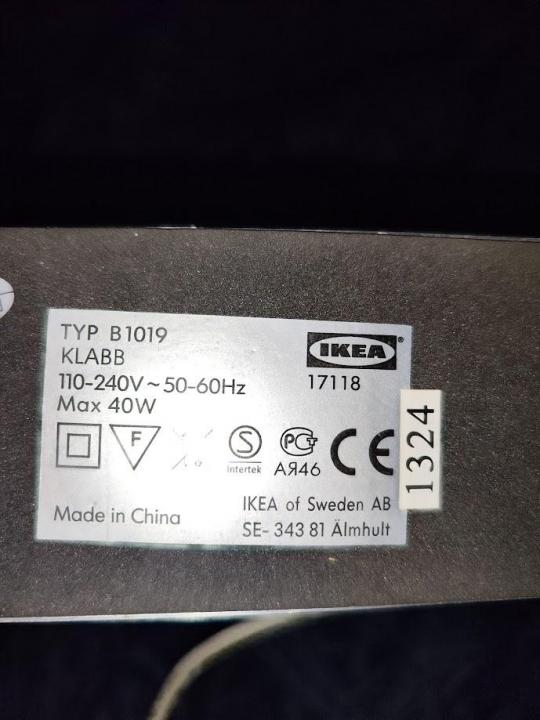 TYP B1019
KLABB
110-240V ~ 50-60Hz
Max 40W
IKEA
17118
F
S
Intertek
РСТ
АЯ46
CE
1324
Made in China
IKEA of Sweden AB
SE- 343 81 Älmhult